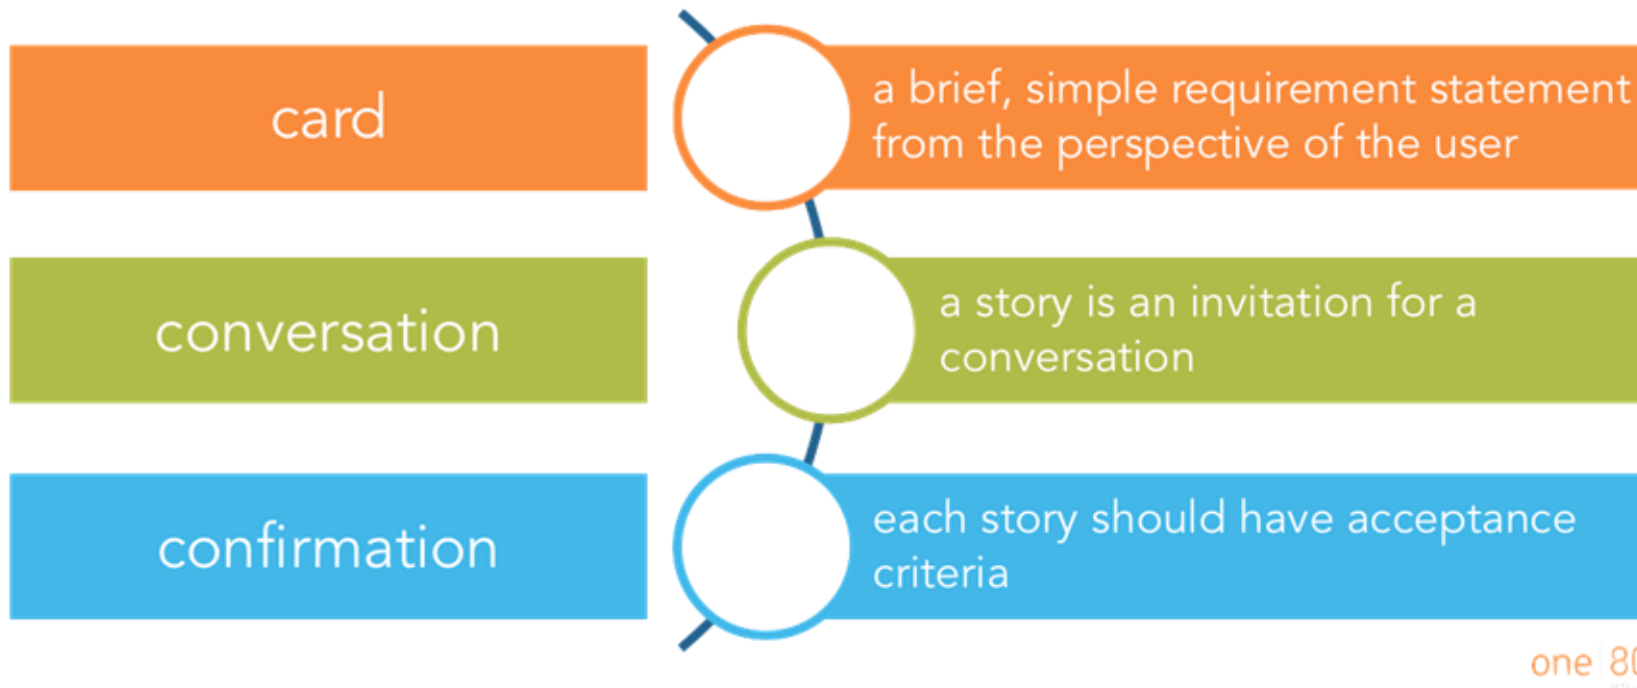 card
a brief, simple requirement statement
from the perspective of the user
conversation
a story is an invitation for a
conversation
confirmation
each story should have acceptance
criteria
one